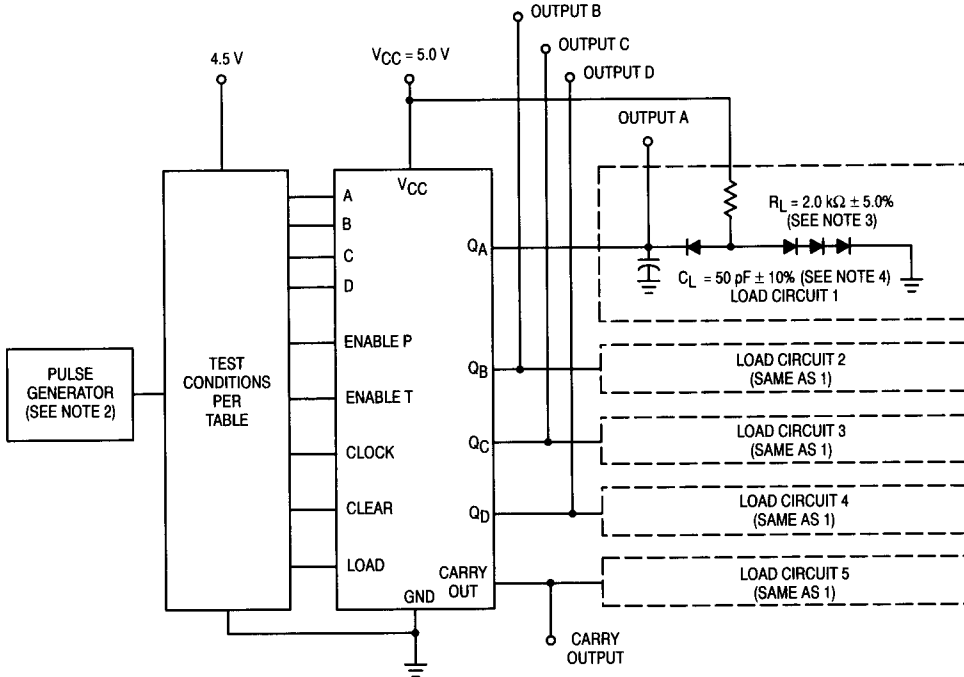 OUTPUT B
OUTPUT C
OUTPUT D
4.5 V
VCC = 5.0 V
OUTPUT A
VCC
A
B
C
D
ENABLE P
ENABLE T
CLOCK
CLEAR
LOAD
QA
QB
QC
QD
CARRY
OUT
GND
RL = 2.0 kΩ ± 5.0%
(SEE NOTE 3)
CL = 50 pF ± 10% (SEE NOTE 4)
LOAD CIRCUIT 1
PULSE
GENERATOR
(SEE NOTE 2)
TEST
CONDITIONS
PER
TABLE
LOAD CIRCUIT 2
(SAME AS 1)
LOAD CIRCUIT 3
(SAME AS 1)
LOAD CIRCUIT 4
(SAME AS 1)
LOAD CIRCUIT 5
(SAME AS 1)
CARRY
OUTPUT